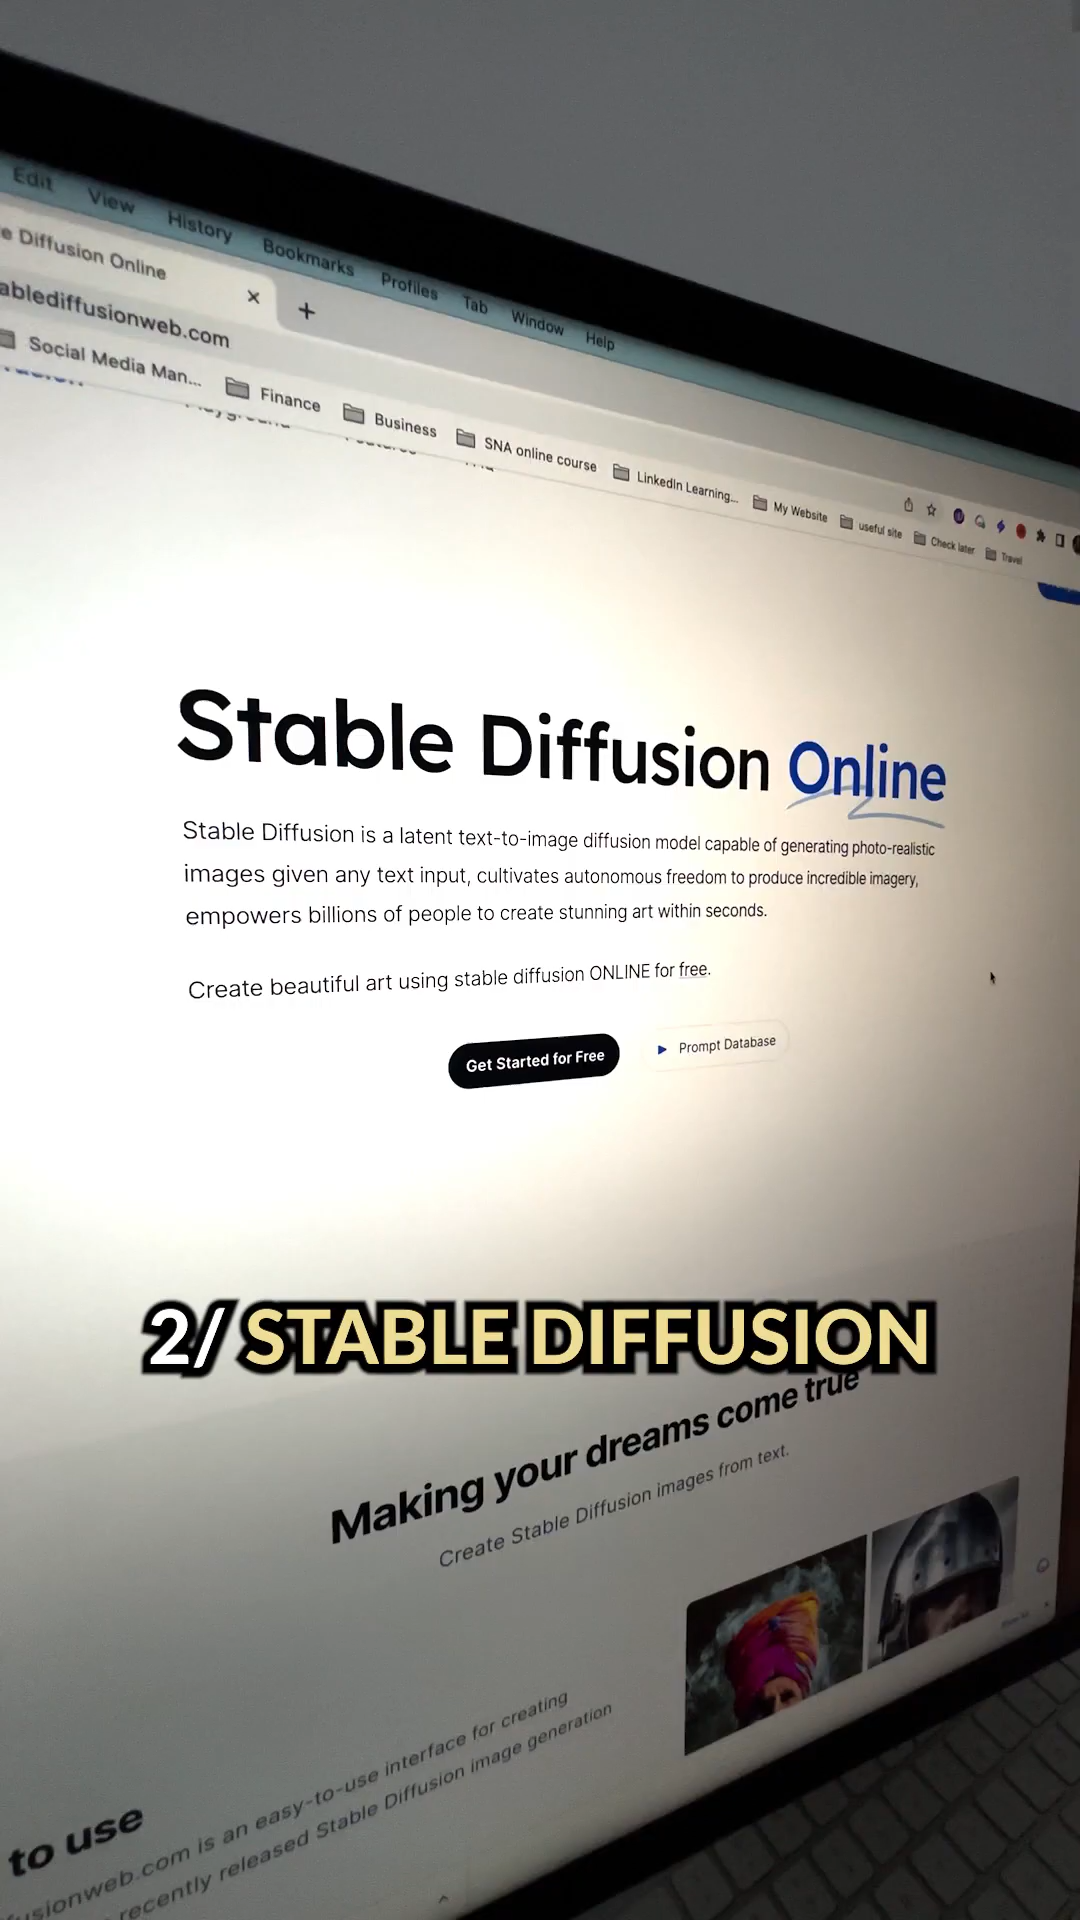 Edit View History Bookmarks Profiles Tab Window Help
e Diffusion Online
ablediffusionweb.com
Social Media Man... Finance Business SNA online course LinkedIn Learning... My Website useful site Check later Travel
Stable Diffusion Online
Stable Diffusion is a latent text-to-image diffusion model capable of generating photo-realistic
images given any text input, cultivates autonomous freedom to produce incredible imagery,
empowers billions of people to create stunning art within seconds.
Create beautiful art using stable diffusion ONLINE for free.
Get Started for Free Prompt Database
2/ STABLE DIFFUSION
Making your dreams come true
Create Stable Diffusion images from text.
to use
fusionweb.com is an easy-to-use interface for creating
recently released Stable Diffusion image generation